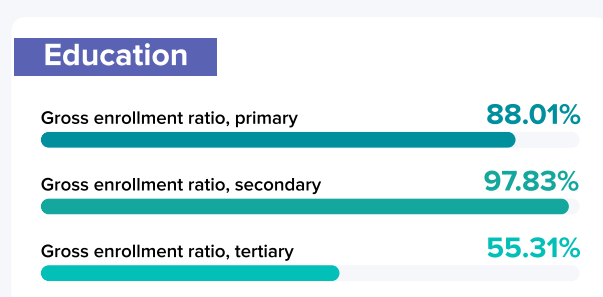 Education
Gross enrollment ratio, primary 88.01%
Gross enrollment ratio, secondary 97.83%
Gross enrollment ratio, tertiary 55.31%